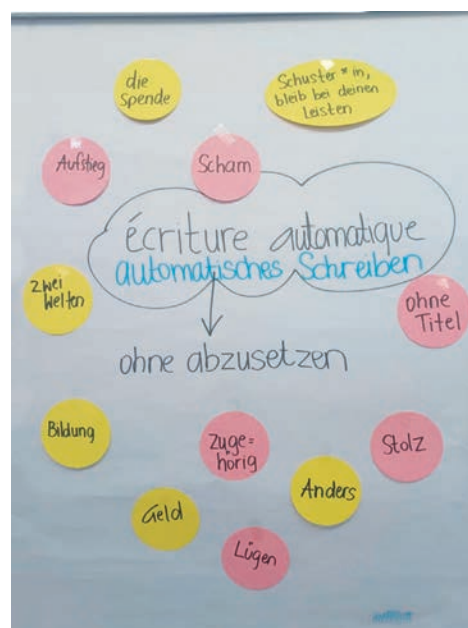 die
Spende
Schuster*in,
bleib bei deinen
Leisten
Aufstieg
Scham
écriture automatique
automatisches Schreiben
zwei
Welten
ohne
Titel
ohne abzusetzen
Bildung
Zuge=
hörig
Stolz
Anders
Geld
Lügen